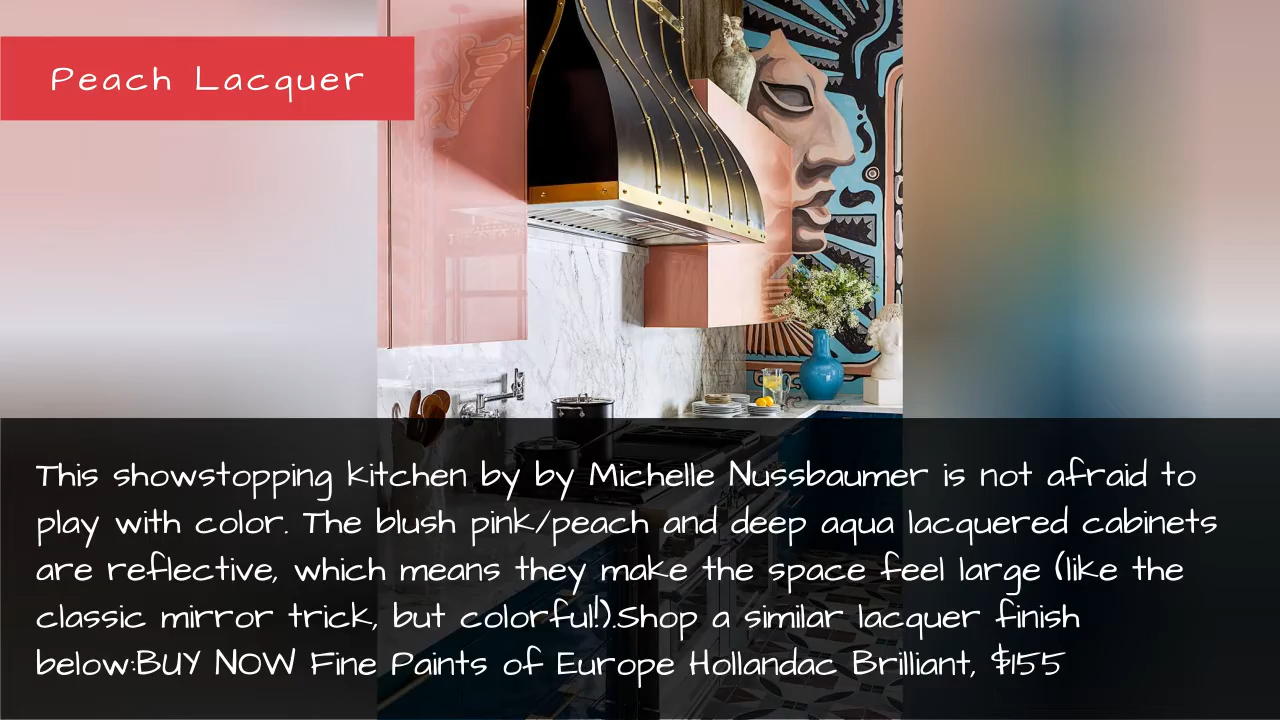 Peach Lacquer
This showstopping kitchen by by Michelle Nussbaumer is not afraid to
play with color. The blush pink/peach and deep aqua lacquered cabinets
are reflective, which means they make the space feel large (like the
classic mirror trick, but colorful!).Shop a similar lacquer finish
below:BUY NOW Fine Paints of Europe Hollandac Brilliant, $155